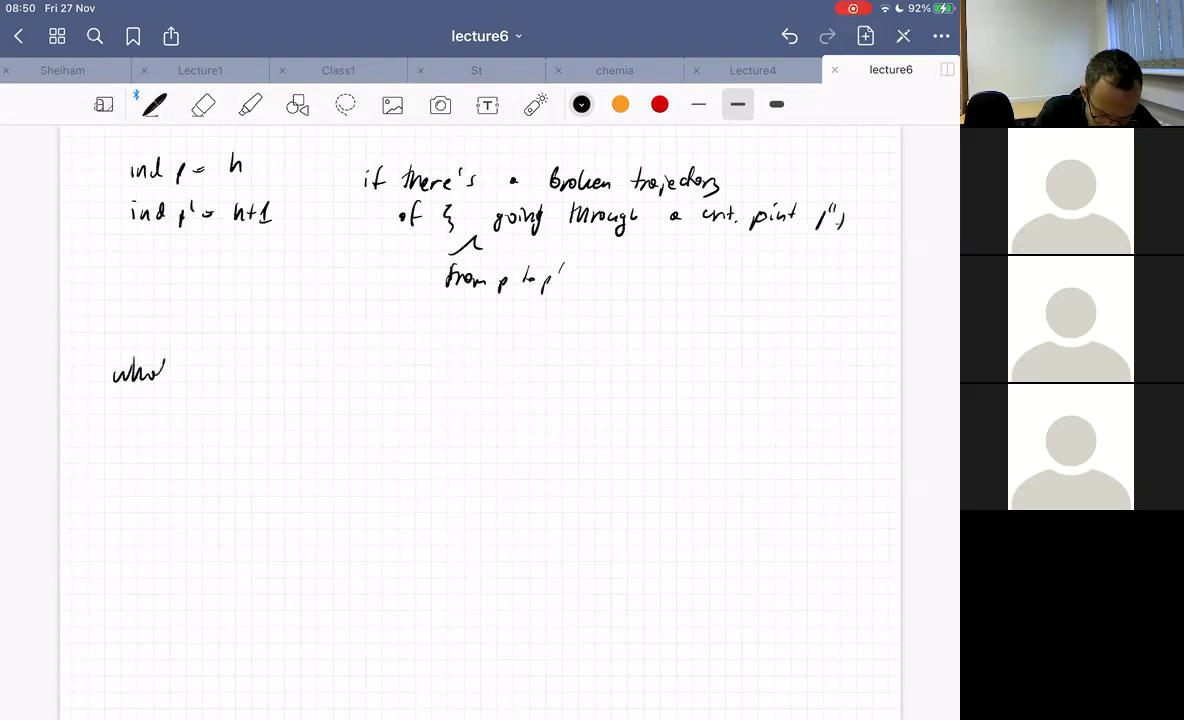 08:50 Fri 27 Nov
92%
lecture6
Sheiham
Lecture1
Class1
St
chemia
Lecture4
lecture6
ind p = h
if there's a broken trajectory
ind p' = h+1
of ξ going through a crt. point p",
from p to p'